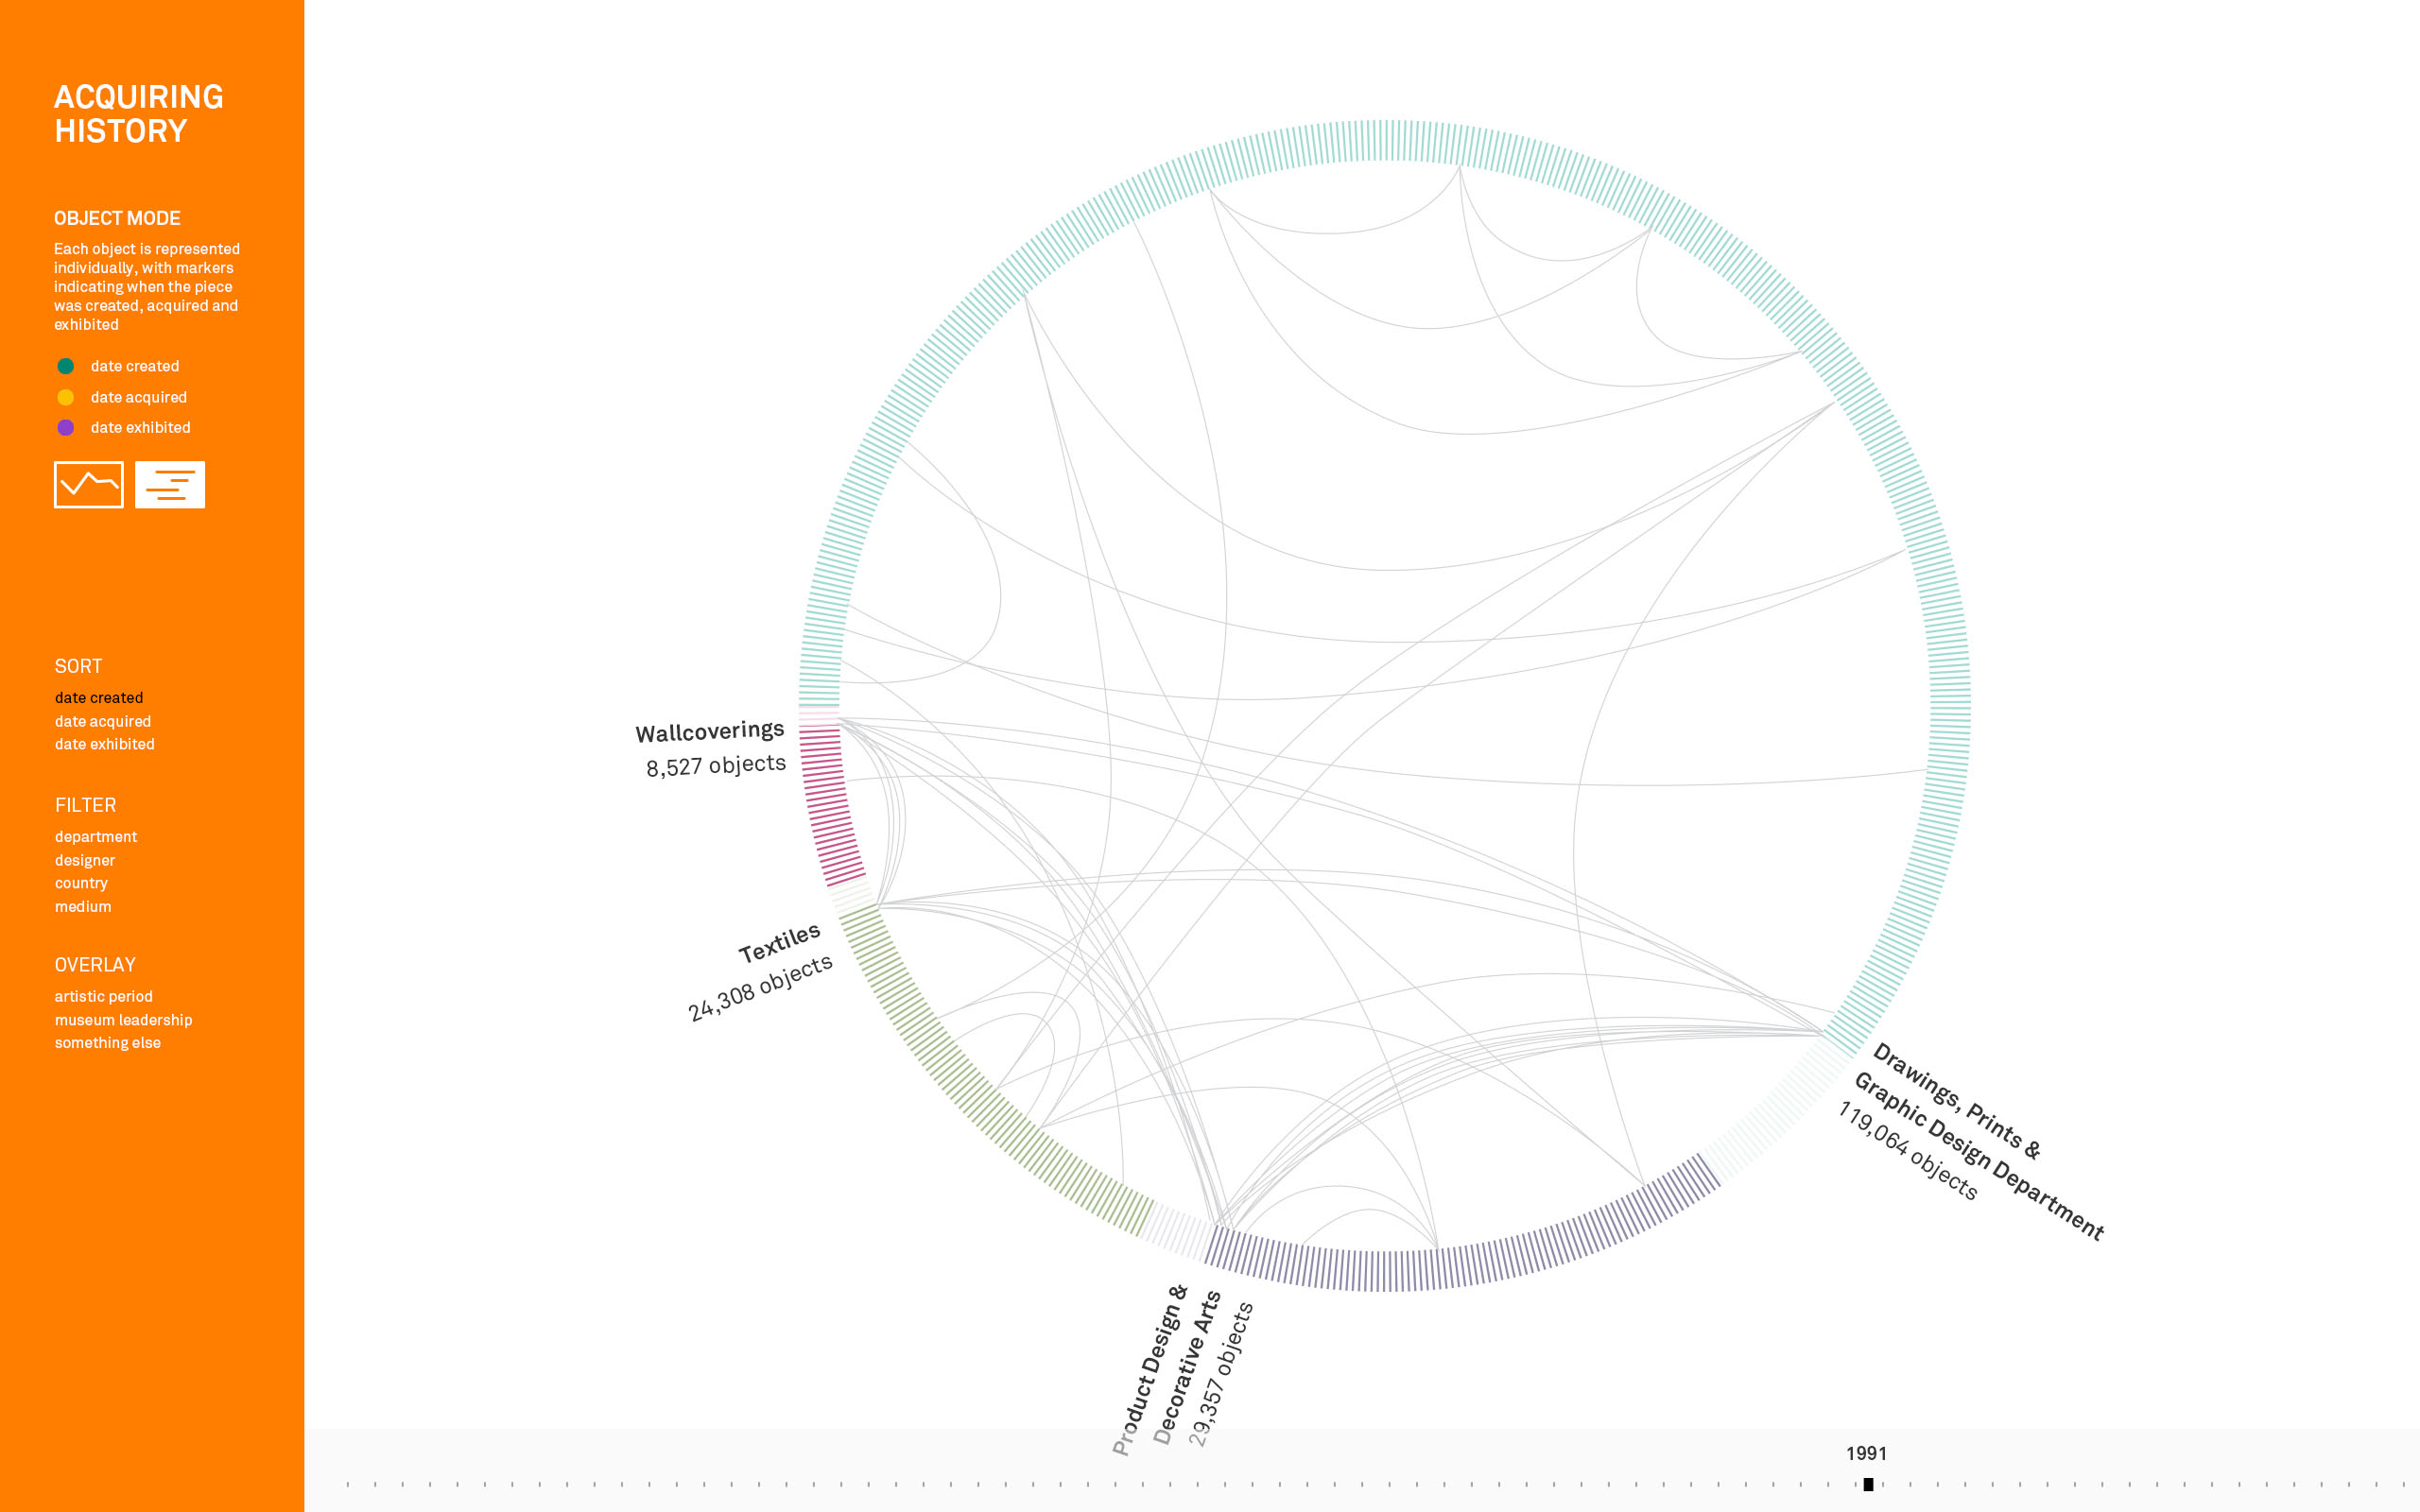 ACQUIRING
HISTORY
OBJECT MODE
Each object is represented
individually, with markers
indicating when the piece
was created, acquired and
exhibited
date created
date acquired
date exhibited
SORT
date created
date acquired
date exhibited
FILTER
department
designer
country
medium
OVERLAY
artistic period
museum leadership
something else
Wallcoverings
8,527 objects
Textiles
24,308 objects
Product Design &
Decorative Arts
29,357 objects
Drawings, Prints &
Graphic Design Department
119,064 objects
1991